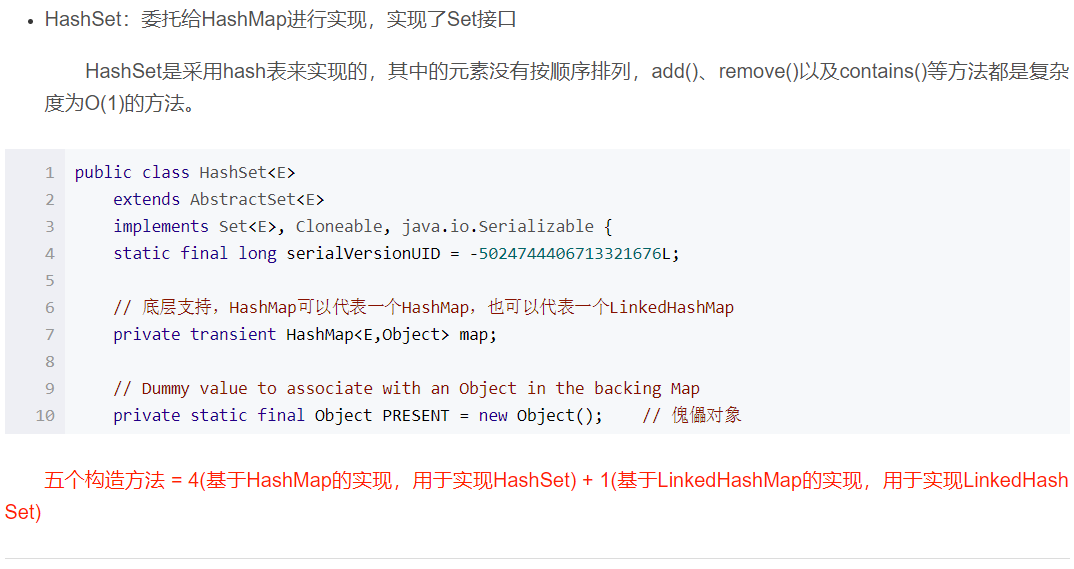 HashSet：委托给HashMap进行实现，实现了Set接口
HashSet是采用hash表来实现的，其中的元素没有按顺序排列，add()、remove()以及contains()等方法都是复杂
度为O(1)的方法。
1 public class HashSet<E>
2 extends AbstractSet<E>
3 implements Set<E>, Cloneable, java.io.Serializable {
4 static final long serialVersionUID = -5024744406713321676L;
5
6 // 底层支持，HashMap可以代表一个HashMap，也可以代表一个LinkedHashMap
7 private transient HashMap<E,Object> map;
8
9 // Dummy value to associate with an Object in the backing Map
10 private static final Object PRESENT = new Object(); // 傀儡对象
五个构造方法 = 4(基于HashMap的实现，用于实现HashSet) + 1(基于LinkedHashMap的实现，用于实现LinkedHash
Set)